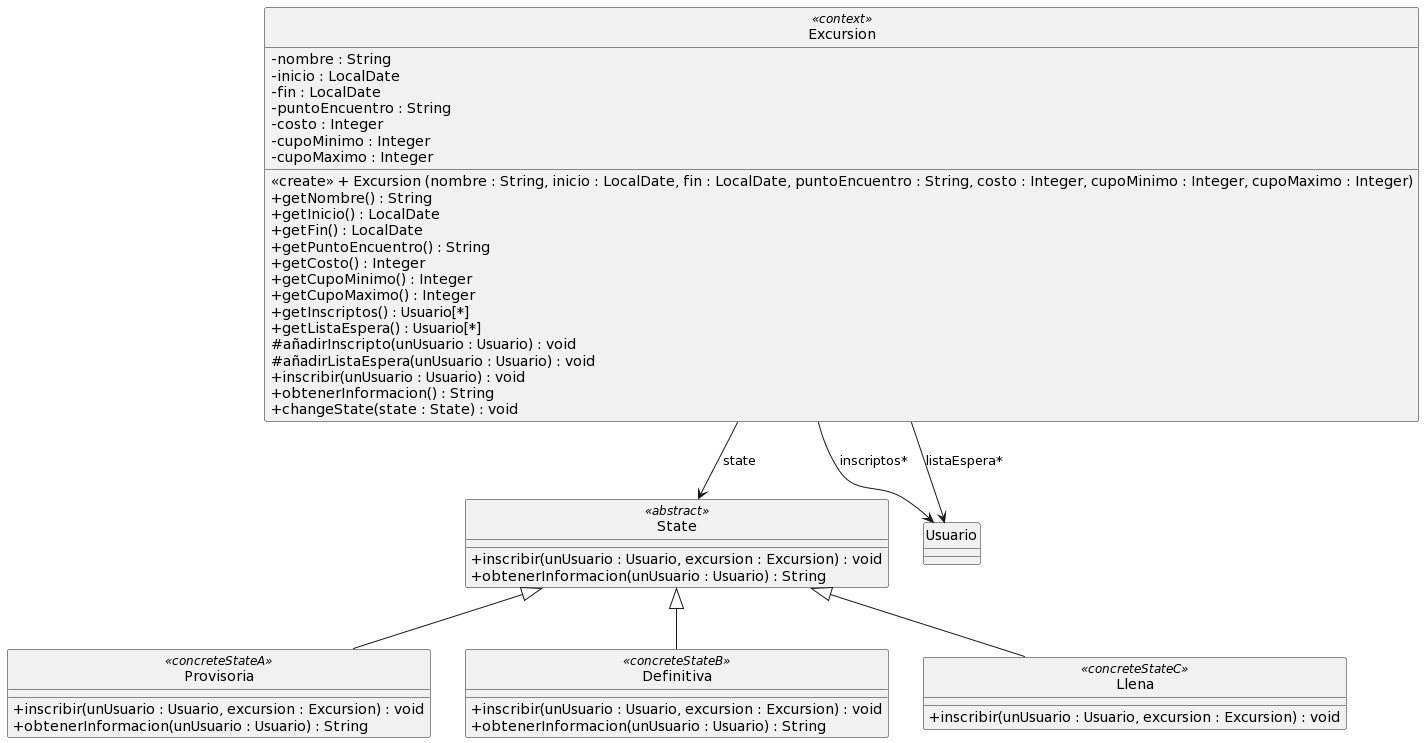 «context»
Excursion
-nombre : String
-inicio : LocalDate
-fin : LocalDate
-puntoEncuentro : String
-costo : Integer
-cupoMinimo : Integer
-cupoMaximo : Integer
«create» + Excursion (nombre : String, inicio : LocalDate, fin : LocalDate, puntoEncuentro : String, costo : Integer, cupoMinimo : Integer, cupoMaximo : Integer)
+getNombre() : String
+getInicio() : LocalDate
+getFin() : LocalDate
+getPuntoEncuentro() : String
+getCosto() : Integer
+getCupoMinimo() : Integer
+getCupoMaximo() : Integer
+getInscriptos() : Usuario[*]
+getListaEspera() : Usuario[*]
#añadirInscripto(unUsuario : Usuario) : void
#añadirListaEspera(unUsuario : Usuario) : void
+inscribir(unUsuario : Usuario) : void
+obtenerInformacion() : String
+changeState(state : State) : void
state
inscriptos*
listaEspera*
«abstract»
State
+inscribir(unUsuario : Usuario, excursion : Excursion) : void
+obtenerInformacion(unUsuario : Usuario) : String
Usuario
«concreteStateA»
Provisoria
+inscribir(unUsuario : Usuario, excursion : Excursion) : void
+obtenerInformacion(unUsuario : Usuario) : String
«concreteStateB»
Definitiva
+inscribir(unUsuario : Usuario, excursion : Excursion) : void
+obtenerInformacion(unUsuario : Usuario) : String
«concreteStateC»
Llena
+inscribir(unUsuario : Usuario, excursion : Excursion) : void